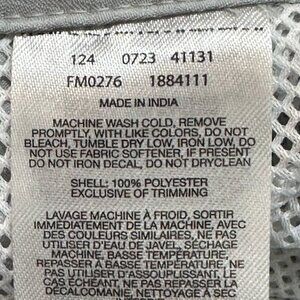 124 0723 41131
FM0276 1884111
MADE IN INDIA
MACHINE WASH COLD, REMOVE
PROMPTLY, WITH LIKE COLORS, DO NOT
BLEACH, TUMBLE DRY LOW, IRON LOW, DO
NOT USE FABRIC SOFTENER, IF PRESENT
DO NOT IRON DECAL, DO NOT DRYCLEAN
SHELL: 100% POLYESTER
EXCLUSIVE OF TRIMMING
LAVAGE MACHINE À FROID, SORTIR
IMMÉDIATEMENT DE LA MACHINE, AVEC
DES COULEURS SIMILAIRES, NE PAS
UTILISER D'EAU DE JAVEL, SÉCHAGE
MACHINE, BASSE TEMPÉRATURE,
REPASSER À BASSE TEMPÉRATURE, NE
PAS UTILISER D'ASSOUPLISSANT, LE
CAS ÉCHÉANT, NE PAS REPASSER LA
DÉCALCOMANIE, NETTOYAGE À SEC